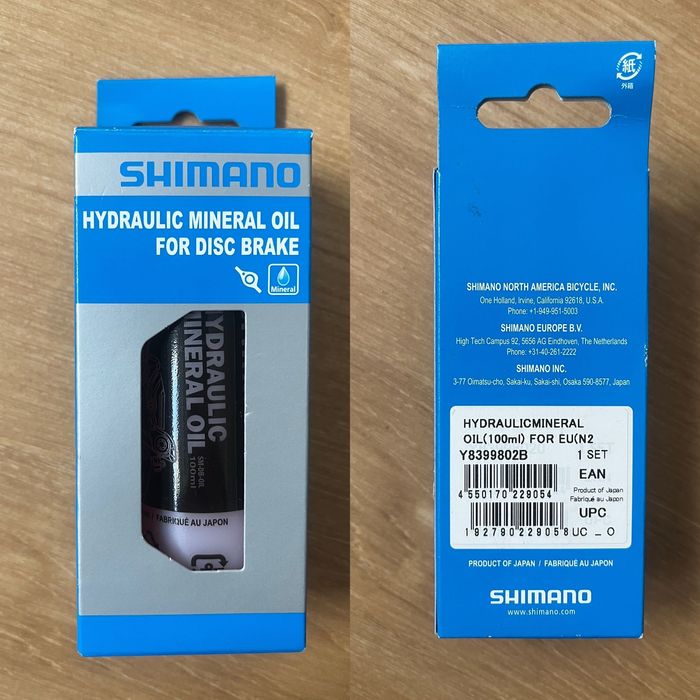 SHIMANO
HYDRAULIC MINERAL OIL
FOR DISC BRAKE
Mineral
HYDRAULIC
MINERAL OIL
SM-DB-OIL
100ml
/ FABRIQUÉ AU JAPON
紙
外箱
SHIMANO NORTH AMERICA BICYCLE, INC.
One Holland, Irvine, California 92618, U.S.A.
Phone: +1-949-951-5003
SHIMANO EUROPE B.V.
High Tech Campus 92, 5656 AG Eindhoven, The Netherlands
Phone: +31-40-261-2222
SHIMANO INC.
3-77 Oimatsu-cho, Sakai-ku, Sakai-shi, Osaka 590-8577, Japan
HYDRAULICMINERAL
OIL(100ml) FOR EU(N2
Y8399802B 1 SET
EAN
4 550170 229054
Product of Japan
Fabriqué au Japon
UPC
1 92790 22905 8 UC _ O
PRODUCT OF JAPAN / FABRIQUÉ AU JAPON
SHIMANO
www.shimano.com